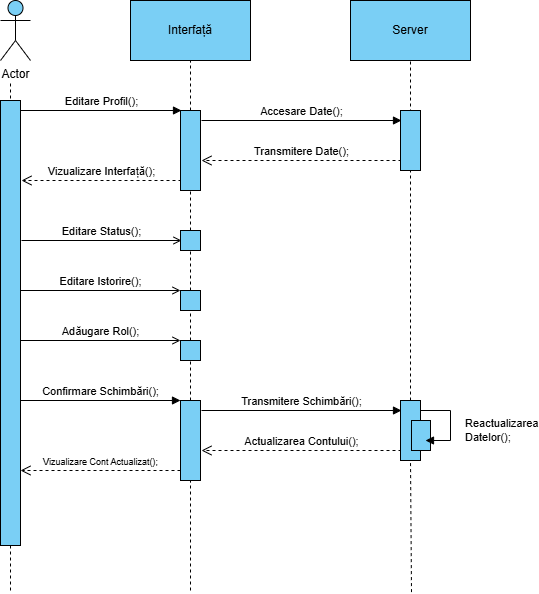 Interfață
Server
Actor
Editare Profil();
Accesare Date();
Transmitere Date();
Vizualizare Interfață();
Editare Status();
Editare Istorire();
Adăugare Rol();
Confirmare Schimbări();
Transmitere Schimbări();
Reactualizarea
Datelor();
Actualizarea Contului();
Vizualizare Cont Actualizat();